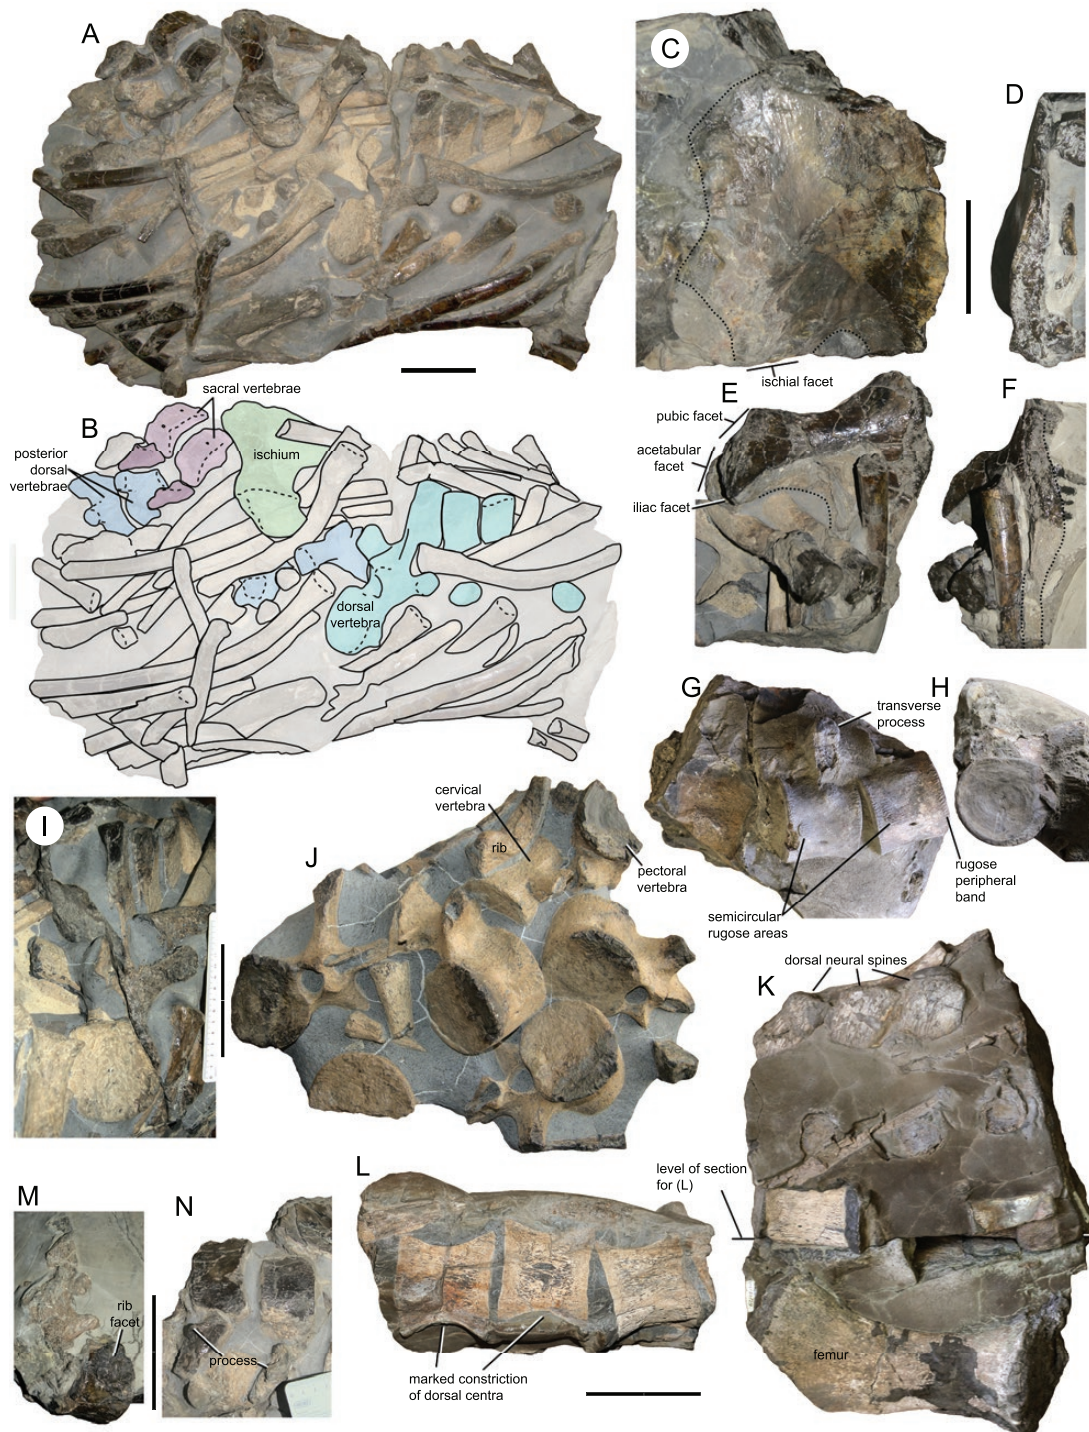 A
C
D
ischial facet
sacral vertebrae
B
posterior
dorsal
vertebrae
ischium
dorsal
vertebra
E
pubic facet
acetabular
facet
iliac facet
F
G
transverse
process
H
semicircular
rugose areas
rugose
peripheral
band
I
J
cervical
vertebra
rib
pectoral
vertebra
K
dorsal neural spines
level of section
for (L)
femur
L
marked constriction
of dorsal centra
M
rib
facet
N
process